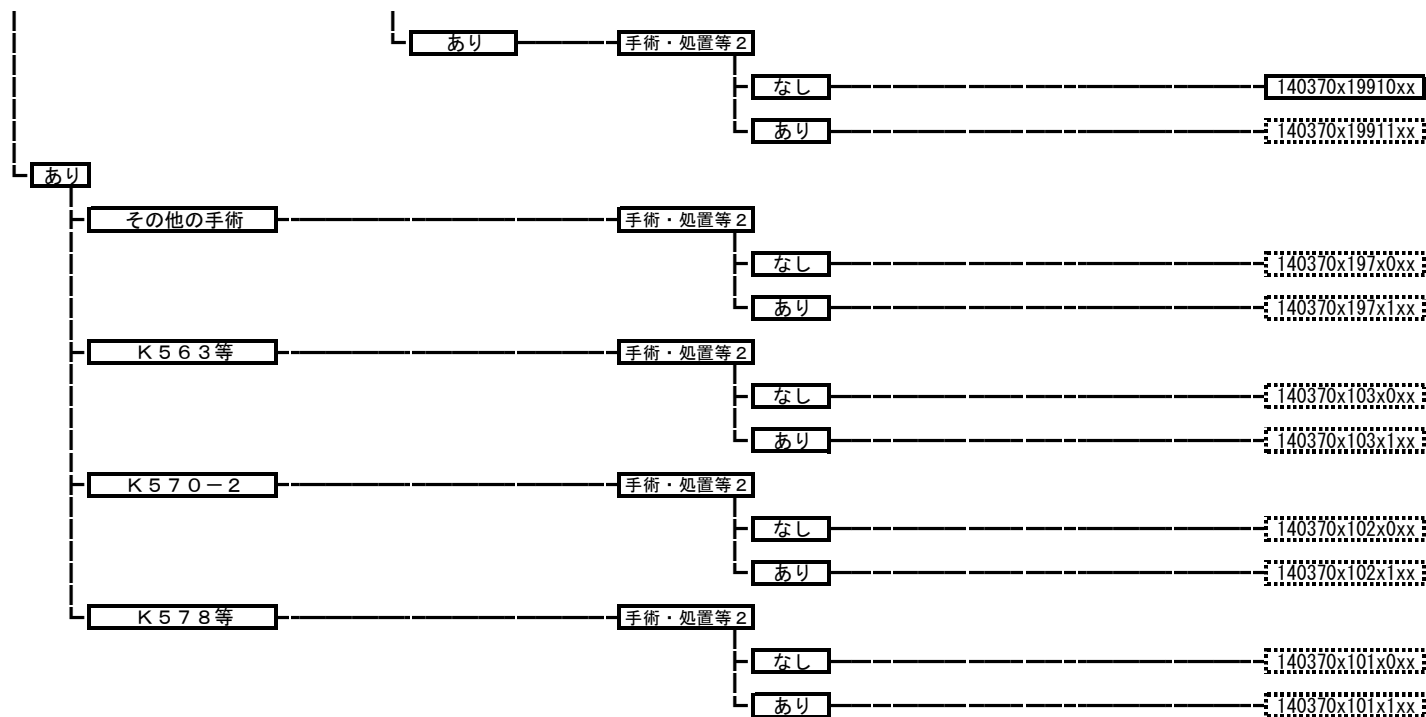 あり 手術・処置等2
なし 140370x19910xx
あり 140370x19911xx
あり
その他の手術 手術・処置等2
なし 140370x197x0xx
あり 140370x197x1xx
K563等 手術・処置等2
なし 140370x103x0xx
あり 140370x103x1xx
K570-2 手術・処置等2
なし 140370x102x0xx
あり 140370x102x1xx
K578等 手術・処置等2
なし 140370x101x0xx
あり 140370x101x1xx